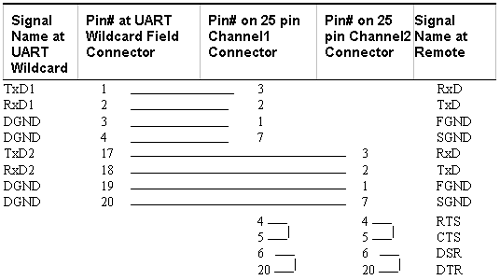 Signal Name at UART Wildcard | Pin# at UART Wildcard Field Connector | Pin# on 25 pin Channel1 Connector | Pin# on 25 pin Channel2 Connector | Signal Name at Remote
TxD1 1 3 RxD
RxD1 2 2 TxD
DGND 3 1 FGND
DGND 4 7 SGND
TxD2 17 3 RxD
RxD2 18 2 TxD
DGND 19 1 FGND
DGND 20 7 SGND
4 4 RTS
5 5 CTS
6 6 DSR
20 20 DTR